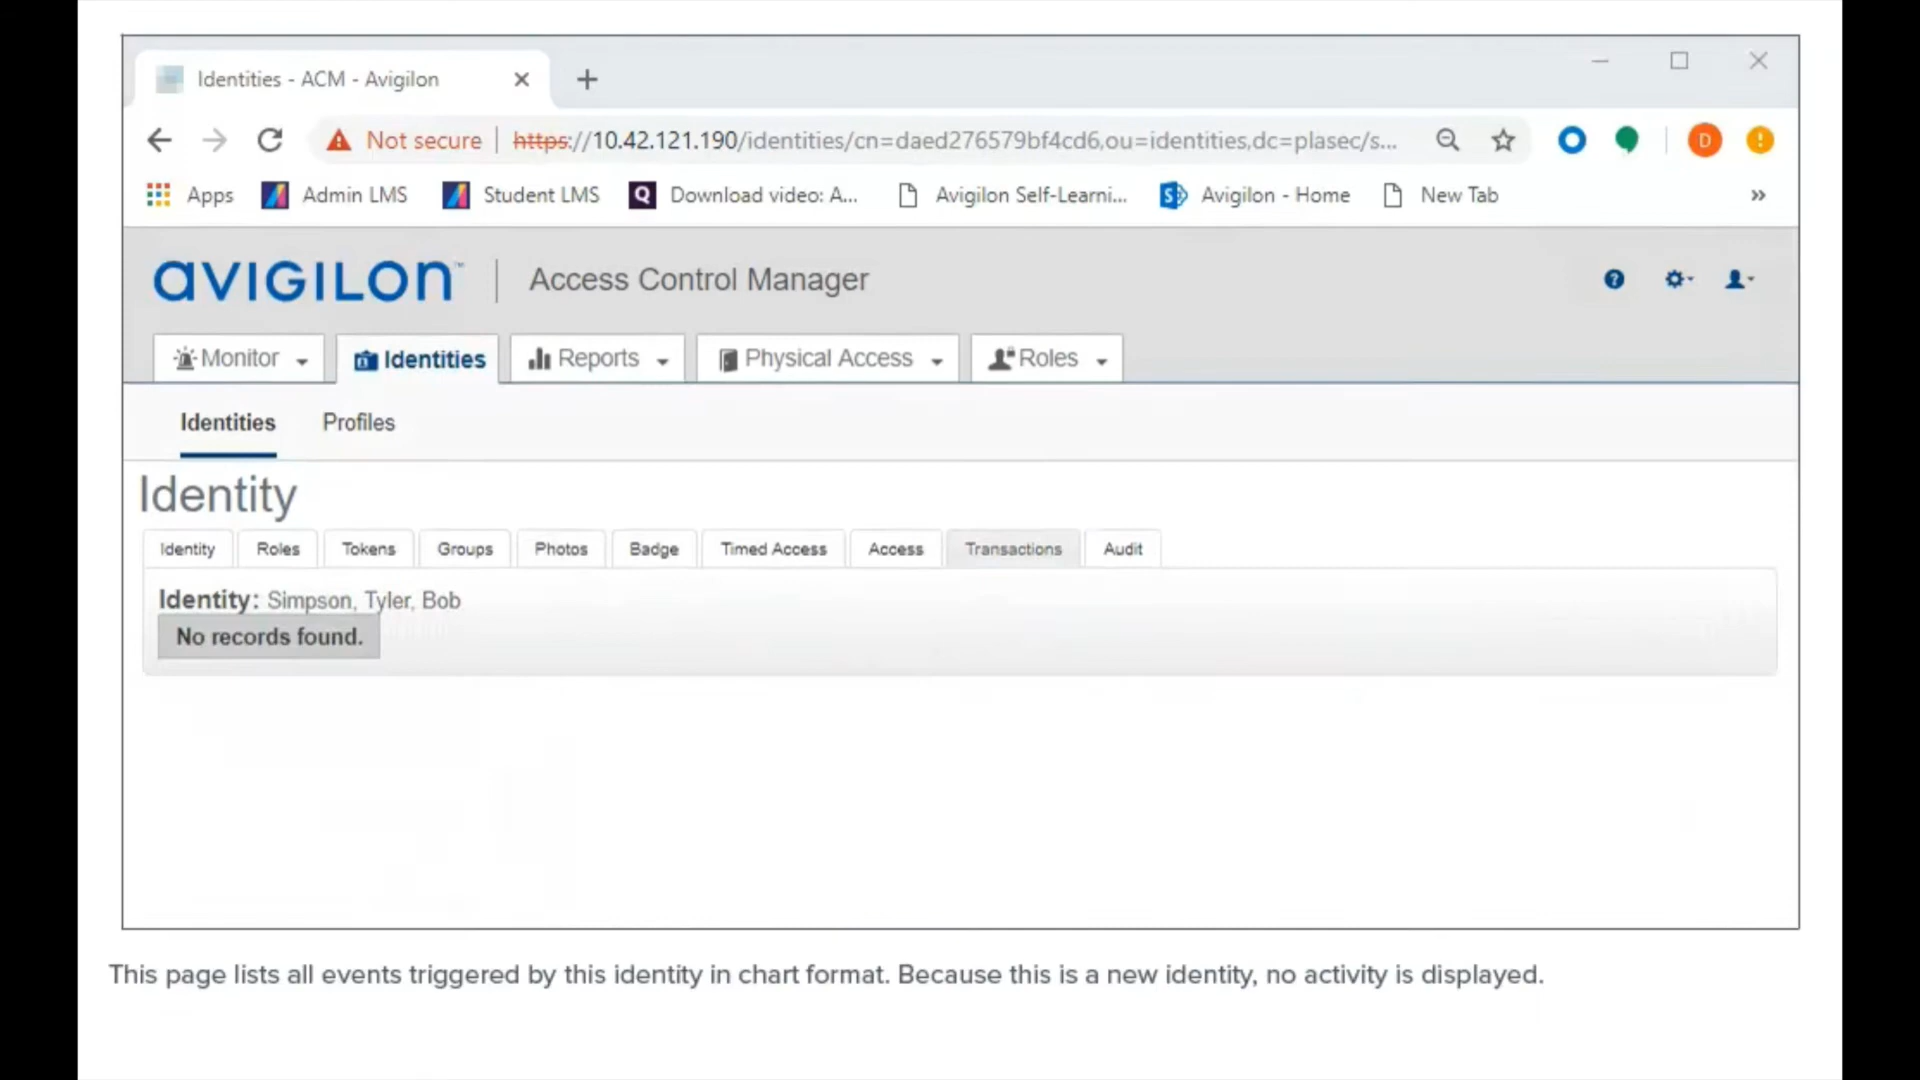 Identities - ACM - Avigilon
Not secure https://10.42.121.190/identities/cn=daed276579bf4cd6,ou=identities,dc=plasec/s... D
Apps Admin LMS Student LMS Q Download video: A... Avigilon Self-Learni... S Avigilon - Home New Tab »
avigilon™ Access Control Manager
Monitor Identities Reports Physical Access Roles
Identities Profiles
Identity
Identity Roles Tokens Groups Photos Badge Timed Access Access Transactions Audit
Identity: Simpson, Tyler, Bob
No records found.
This page lists all events triggered by this identity in chart format. Because this is a new identity, no activity is displayed.